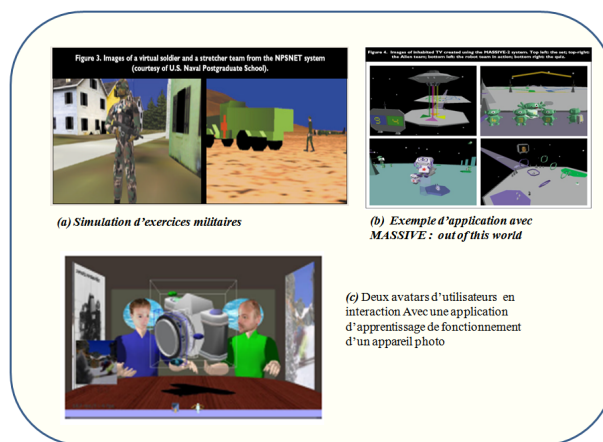 Figure 3. Images of a virtual soldier and a stretcher team from the NPSNET system
(courtesy of U.S. Naval Postgraduate School).
Figure 4. Images of inhabited TV created using the MASSIVE-2 system. Top left: the set; top-right:
the Alien team; bottom left: the robot team in action; bottom right: the quiz.
(a) Simulation d'exercices militaires
(b) Exemple d'application avec
MASSIVE : out of this world
(c) Deux avatars d'utilisateurs en
interaction Avec une application
d'apprentissage de fonctionnement
d'un appareil photo